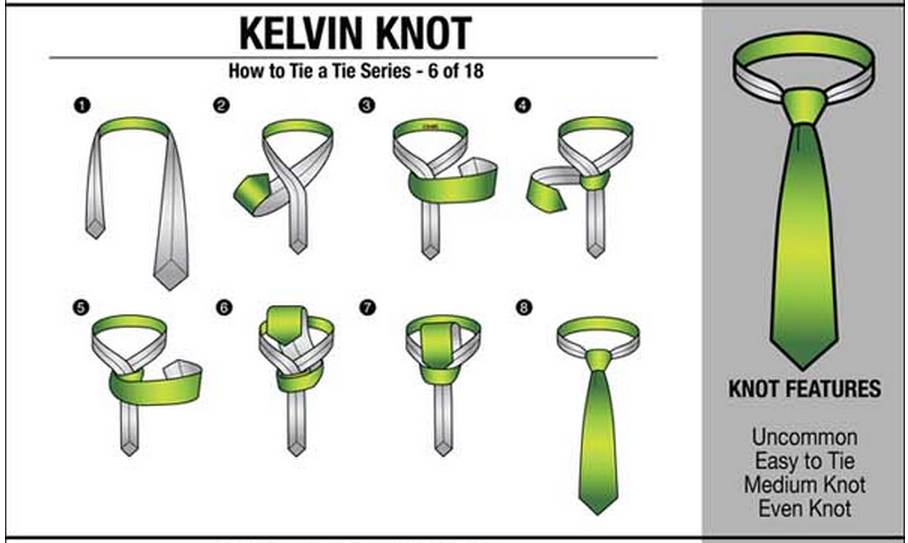 KELVIN KNOT
How to Tie a Tie Series - 6 of 18
1
2
3
4
5
6
7
8
KNOT FEATURES
Uncommon
Easy to Tie
Medium Knot
Even Knot